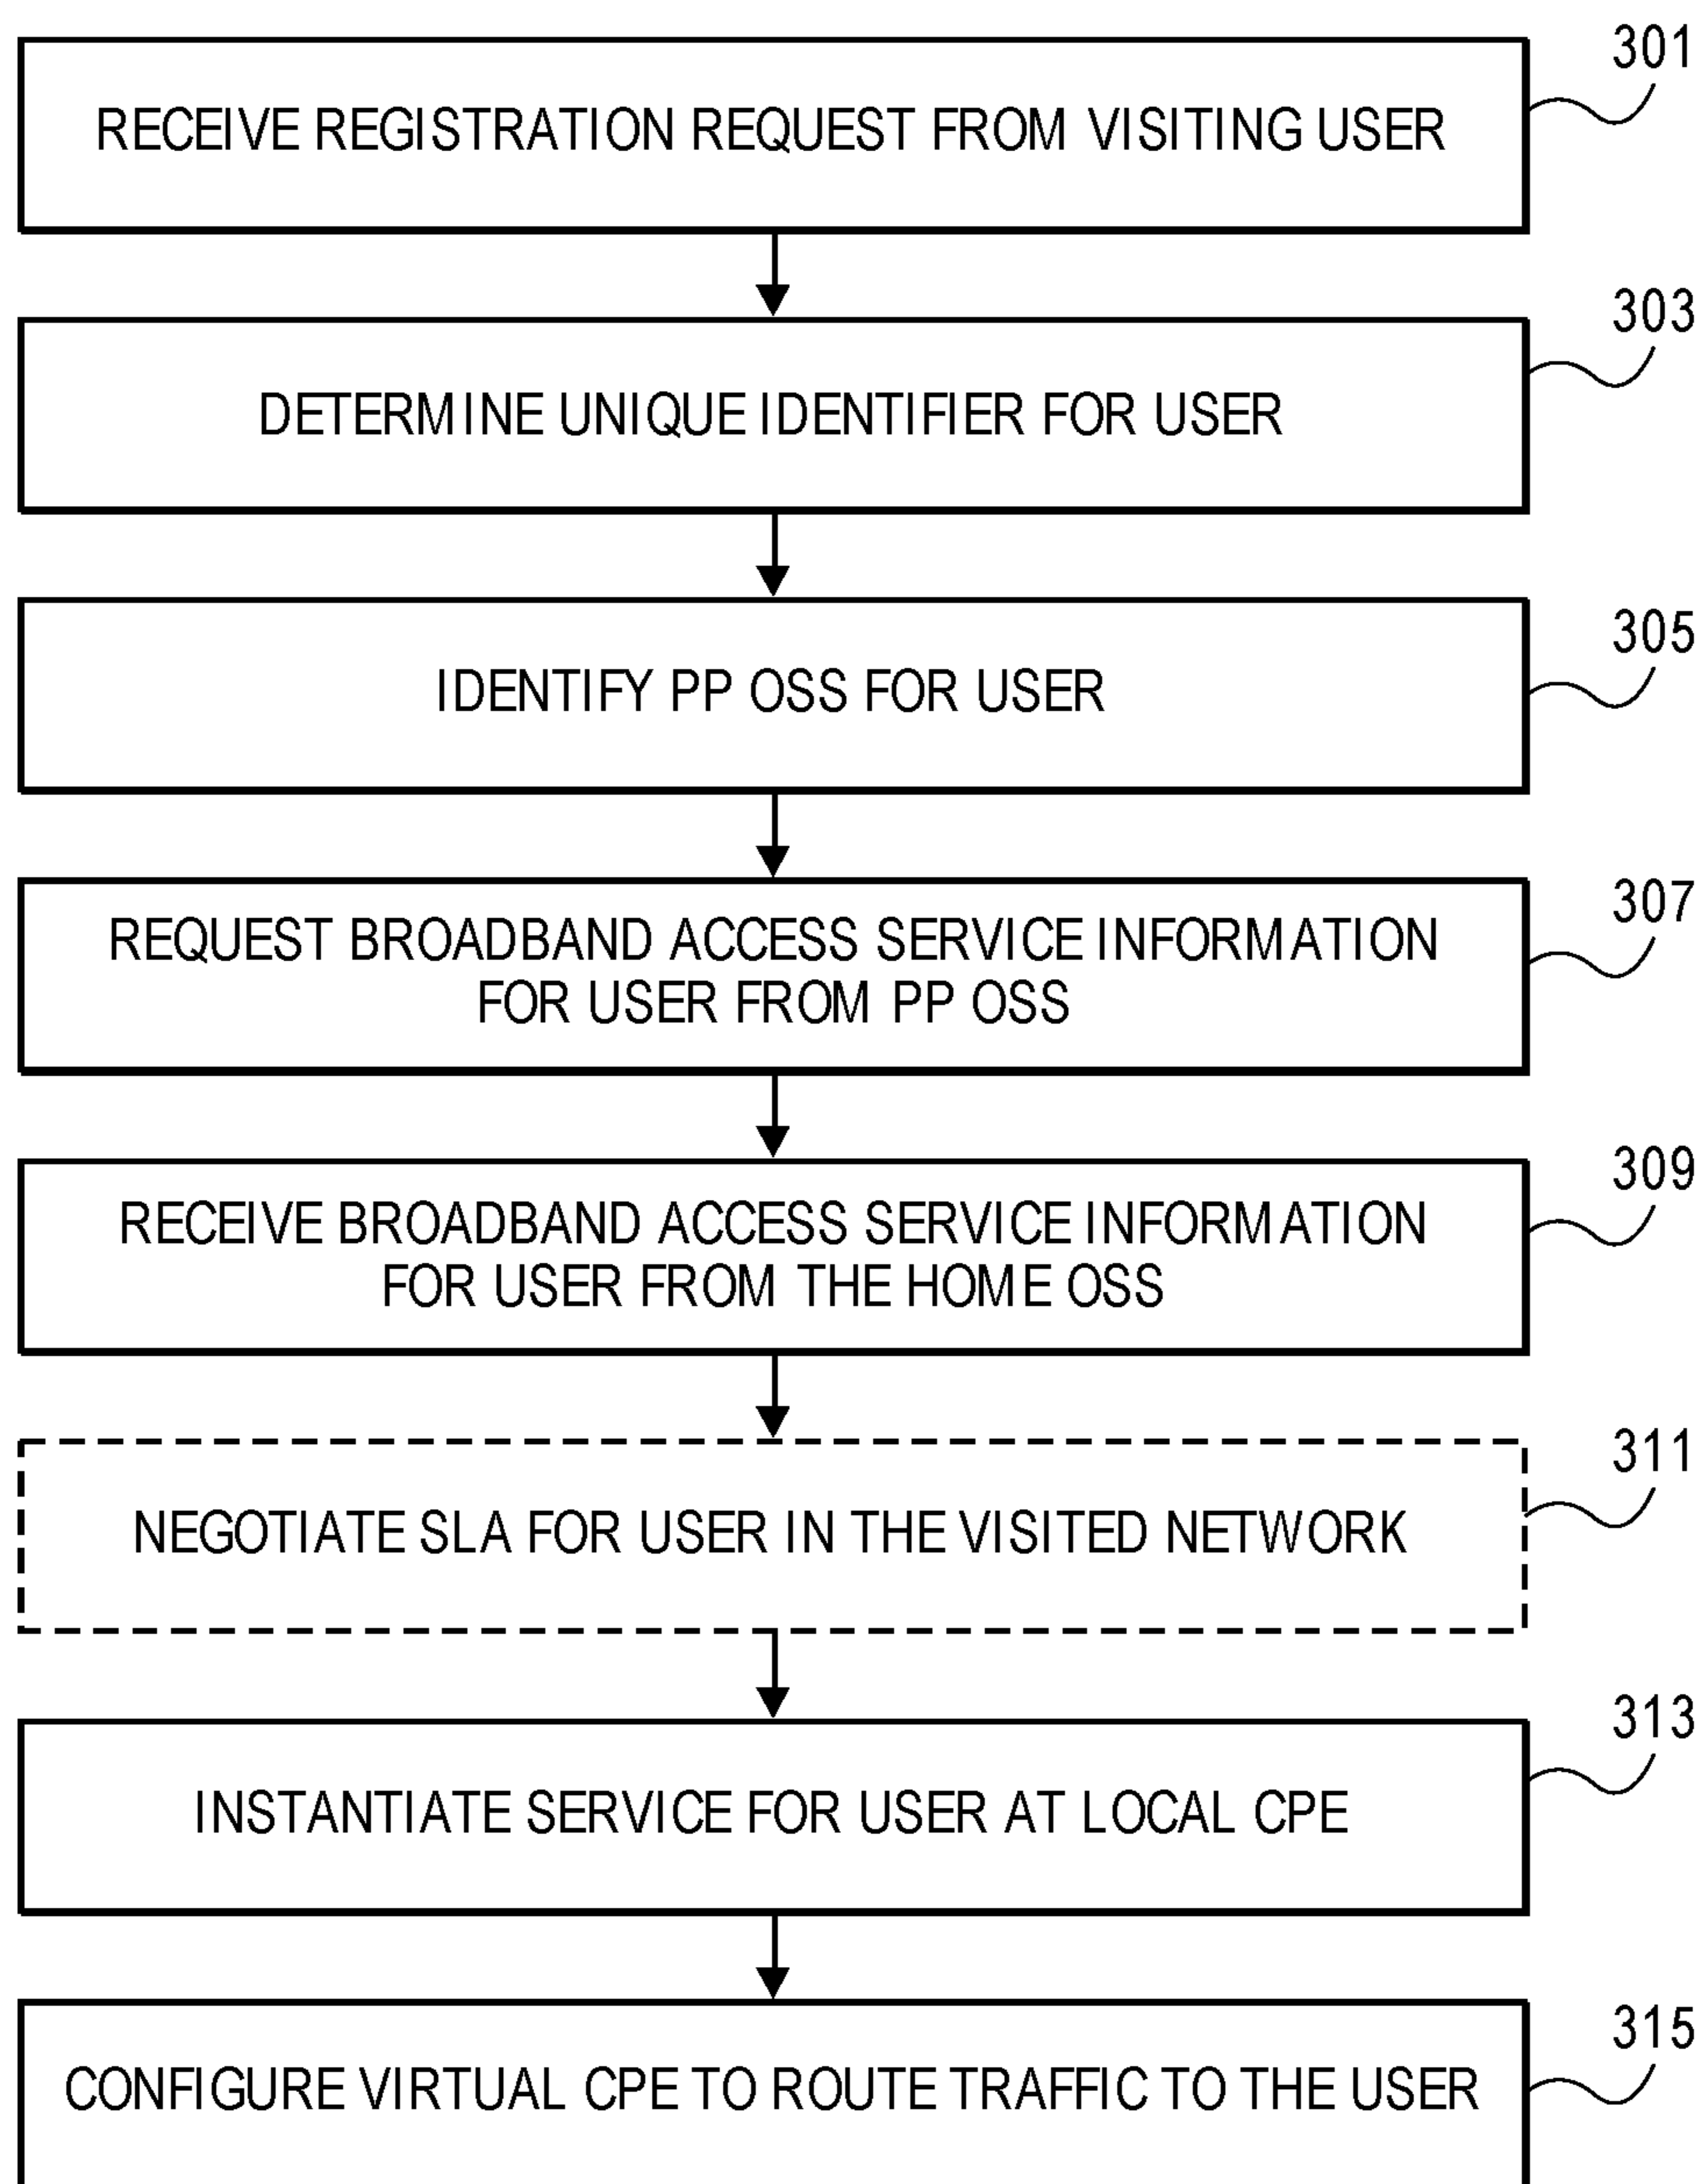 301
RECEIVE REGISTRATION REQUEST FROM VISITING USER
303
DETERMINE UNIQUE IDENTIFIER FOR USER
305
IDENTIFY PP OSS FOR USER
307
REQUEST BROADBAND ACCESS SERVICE INFORMATION
FOR USER FROM PP OSS
309
RECEIVE BROADBAND ACCESS SERVICE INFORMATION
FOR USER FROM THE HOME OSS
311
NEGOTIATE SLA FOR USER IN THE VISITED NETWORK
313
INSTANTIATE SERVICE FOR USER AT LOCAL CPE
315
CONFIGURE VIRTUAL CPE TO ROUTE TRAFFIC TO THE USER